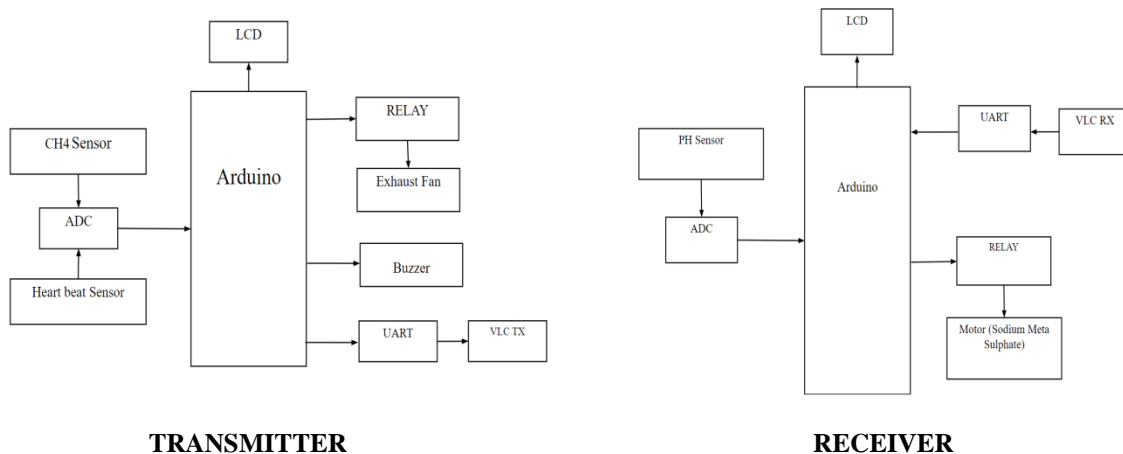 LCD
RELAY
CH4 Sensor
Exhaust Fan
Arduino
ADC
Buzzer
Heart beat Sensor
UART
VLC TX
TRANSMITTER
LCD
UART
VLC RX
PH Sensor
Arduino
ADC
RELAY
Motor (Sodium Meta
Sulphate)
RECEIVER